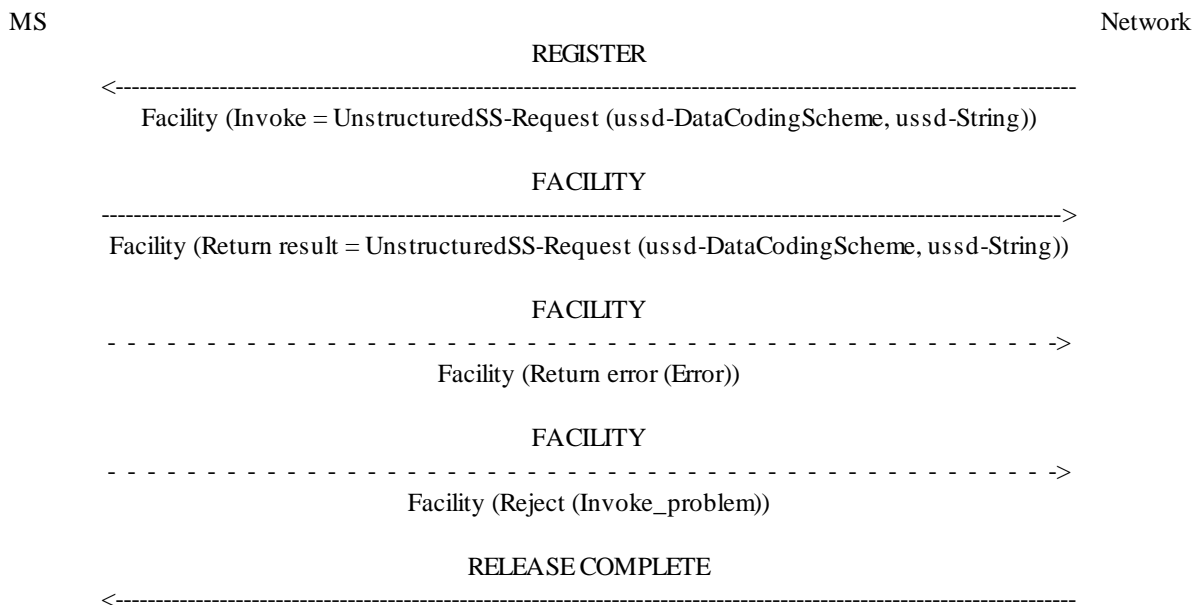 MS Network
REGISTER
<------------------------------------------------------------------------------------------------------------------------
Facility (Invoke = UnstructuredSS-Request (ussd-DataCodingScheme, ussd-String))
FACILITY
------------------------------------------------------------------------------------------------------------------------>
Facility (Return result = UnstructuredSS-Request (ussd-DataCodingScheme, ussd-String))
FACILITY
- - - - - - - - - - - - - - - - - - - - - - - - - - - - - - - - - - - - - - - - - - - - - - - ->
Facility (Return error (Error))
FACILITY
- - - - - - - - - - - - - - - - - - - - - - - - - - - - - - - - - - - - - - - - - - - - - - - ->
Facility (Reject (Invoke_problem))
RELEASE COMPLETE
<------------------------------------------------------------------------------------------------------------------------